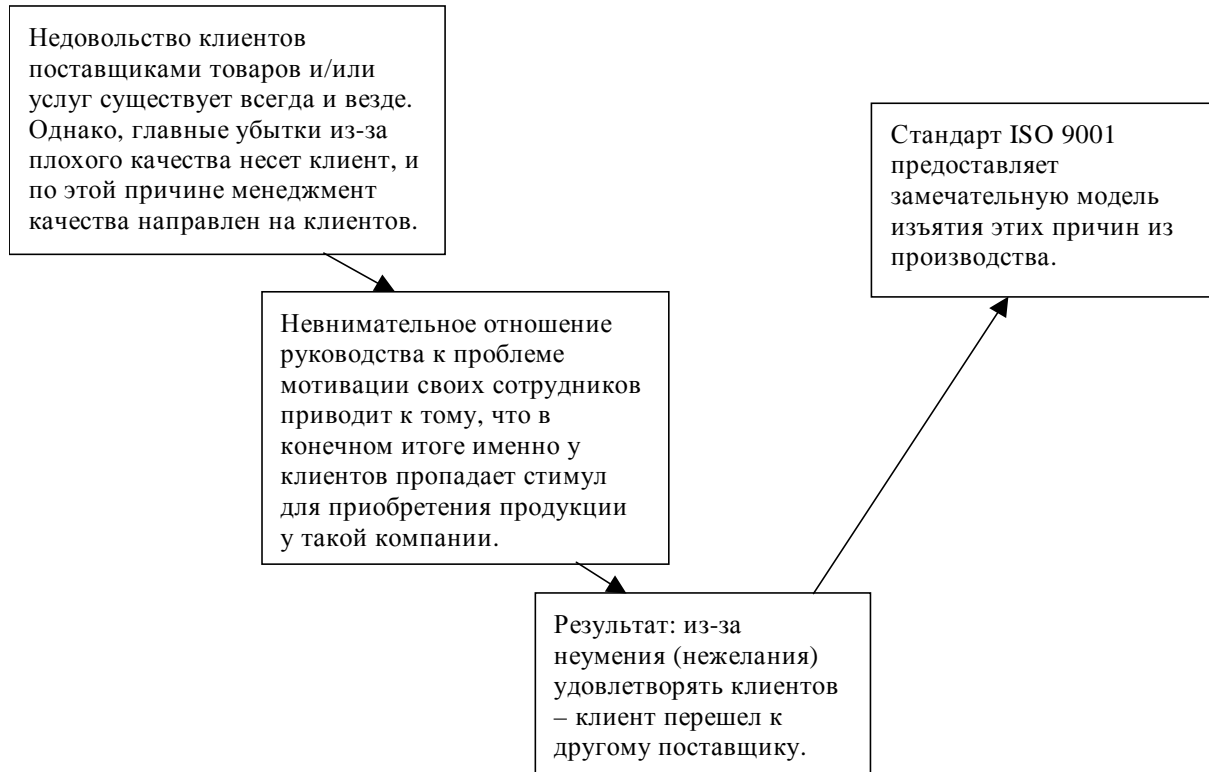 Недовольство клиентов
поставщиками товаров и/или
услуг существует всегда и везде.
Однако, главные убытки из-за
плохого качества несет клиент, и
по этой причине менеджмент
качества направлен на клиентов.
Стандарт ISO 9001
предоставляет
замечательную модель
изъятия этих причин из
производства.
Невнимательное отношение
руководства к проблеме
мотивации своих сотрудников
приводит к тому, что в
конечном итоге именно у
клиентов пропадает стимул
для приобретения продукции
у такой компании.
Результат: из-за
неумения (нежелания)
удовлетворять клиентов
– клиент перешел к
другому поставщику.